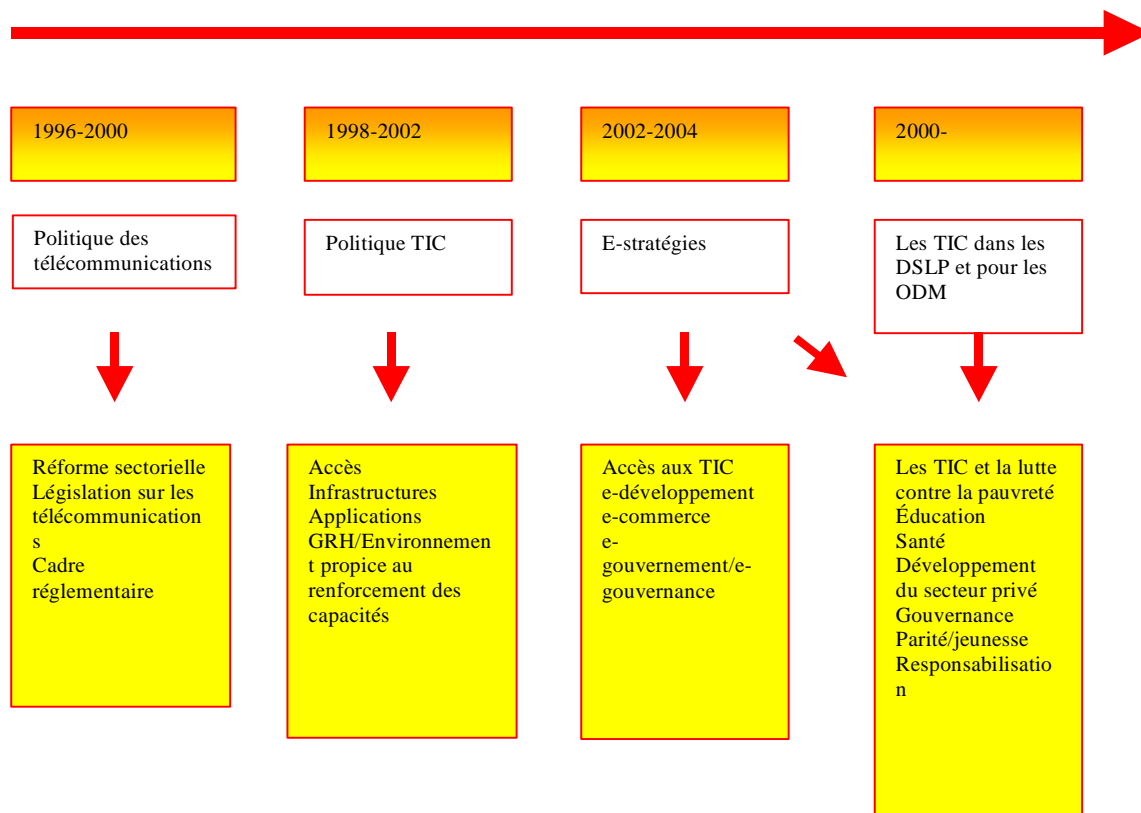 1996-2000
1998-2002
2002-2004
2000-
Politique des
télécommunications
Politique TIC
E-stratégies
Les TIC dans les
DSLP et pour les
ODM
Réforme sectorielle
Législation sur les
télécommunication
s
Cadre
réglementaire
Accès
Infrastructures
Applications
GRH/Environnemen
t propice au
renforcement des
capacités
Accès aux TIC
e-développement
e-commerce
e-
gouvernement/e-
gouvernance
Les TIC et la lutte
contre la pauvreté
Éducation
Santé
Développement
du secteur privé
Gouvernance
Parité/jeunesse
Responsabilisatio
n